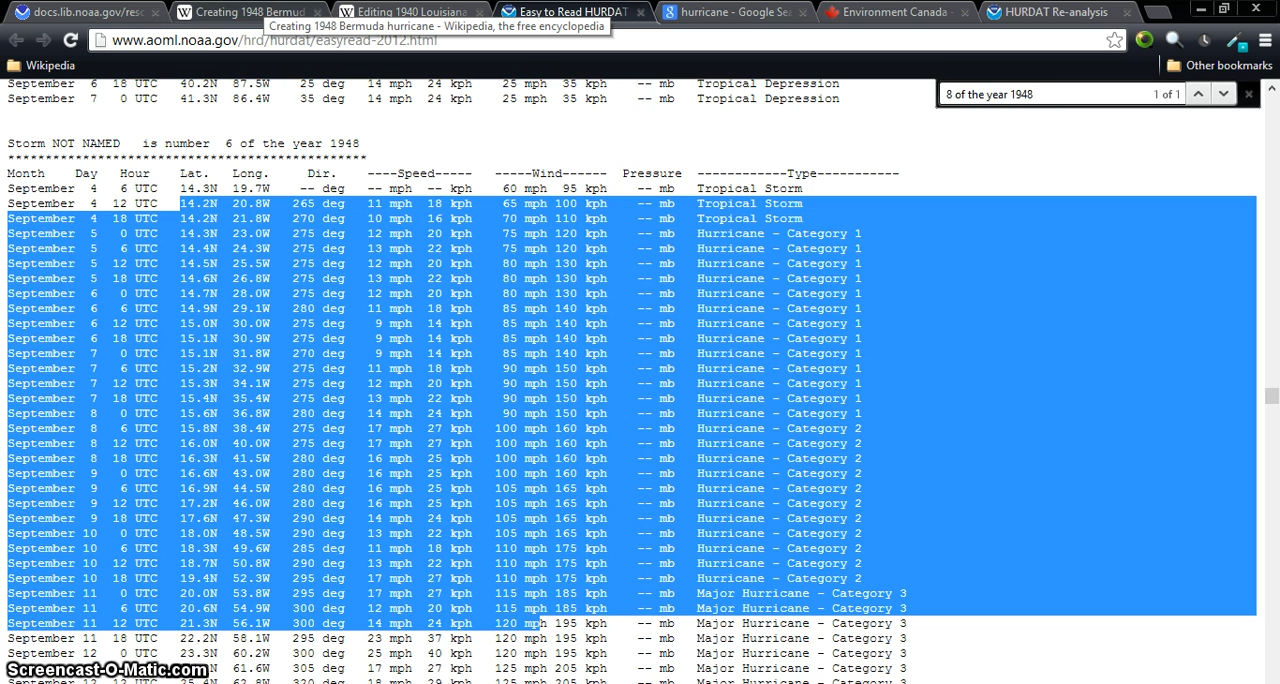 docs.lib.noaa.gov/res
Creating 1948 Bermud
Editing 1940 Louisiana
Easy to Read HURDAT
hurricane - Google Se
Environment Canada -
HURDAT Re-analysis
Creating 1948 Bermuda hurricane - Wikipedia, the free encyclopedia
www.aoml.noaa.gov/hrd/hurdat/easyread-2012.html
Wikipedia
Other bookmarks
8 of the year 1948 1 of 1
September 6 18 UTC 40.2N 87.5W 25 deg 14 mph 24 kph 25 mph 35 kph -- mb Tropical Depression
September 7 0 UTC 41.3N 86.4W 35 deg 14 mph 24 kph 25 mph 35 kph -- mb Tropical Depression
Storm NOT NAMED is number 6 of the year 1948
************************************************
Month Day Hour Lat. Long. Dir. ----Speed----- -----Wind------ Pressure ------------Type-----------
September 4 6 UTC 14.3N 19.7W -- deg -- mph -- kph 60 mph 95 kph -- mb Tropical Storm
September 4 12 UTC 14.2N 20.8W 265 deg 11 mph 18 kph 65 mph 100 kph -- mb Tropical Storm
September 4 18 UTC 14.2N 21.8W 270 deg 10 mph 16 kph 70 mph 110 kph -- mb Tropical Storm
September 5 0 UTC 14.3N 23.0W 275 deg 12 mph 20 kph 75 mph 120 kph -- mb Hurricane - Category 1
September 5 6 UTC 14.4N 24.3W 275 deg 13 mph 22 kph 75 mph 120 kph -- mb Hurricane - Category 1
September 5 12 UTC 14.5N 25.5W 275 deg 12 mph 20 kph 80 mph 130 kph -- mb Hurricane - Category 1
September 5 18 UTC 14.6N 26.8W 275 deg 13 mph 22 kph 80 mph 130 kph -- mb Hurricane - Category 1
September 6 0 UTC 14.7N 28.0W 275 deg 12 mph 20 kph 80 mph 130 kph -- mb Hurricane - Category 1
September 6 6 UTC 14.9N 29.1W 280 deg 11 mph 18 kph 85 mph 140 kph -- mb Hurricane - Category 1
September 6 12 UTC 15.0N 30.0W 275 deg 9 mph 14 kph 85 mph 140 kph -- mb Hurricane - Category 1
September 6 18 UTC 15.1N 30.9W 275 deg 9 mph 14 kph 85 mph 140 kph -- mb Hurricane - Category 1
September 7 0 UTC 15.1N 31.8W 270 deg 9 mph 14 kph 85 mph 140 kph -- mb Hurricane - Category 1
September 7 6 UTC 15.2N 32.9W 275 deg 11 mph 18 kph 90 mph 150 kph -- mb Hurricane - Category 1
September 7 12 UTC 15.3N 34.1W 275 deg 12 mph 20 kph 90 mph 150 kph -- mb Hurricane - Category 1
September 7 18 UTC 15.4N 35.4W 275 deg 13 mph 22 kph 90 mph 150 kph -- mb Hurricane - Category 1
September 8 0 UTC 15.6N 36.8W 280 deg 14 mph 24 kph 90 mph 150 kph -- mb Hurricane - Category 1
September 8 6 UTC 15.8N 38.4W 275 deg 17 mph 27 kph 100 mph 160 kph -- mb Hurricane - Category 2
September 8 12 UTC 16.0N 40.0W 275 deg 17 mph 27 kph 100 mph 160 kph -- mb Hurricane - Category 2
September 8 18 UTC 16.3N 41.5W 280 deg 16 mph 25 kph 100 mph 160 kph -- mb Hurricane - Category 2
September 9 0 UTC 16.6N 43.0W 280 deg 16 mph 25 kph 100 mph 160 kph -- mb Hurricane - Category 2
September 9 6 UTC 16.9N 44.5W 280 deg 16 mph 25 kph 105 mph 165 kph -- mb Hurricane - Category 2
September 9 12 UTC 17.2N 46.0W 280 deg 16 mph 25 kph 105 mph 165 kph -- mb Hurricane - Category 2
September 9 18 UTC 17.6N 47.3W 290 deg 14 mph 24 kph 105 mph 165 kph -- mb Hurricane - Category 2
September 10 0 UTC 18.0N 48.5W 290 deg 13 mph 22 kph 105 mph 165 kph -- mb Hurricane - Category 2
September 10 6 UTC 18.3N 49.6W 285 deg 11 mph 18 kph 110 mph 175 kph -- mb Hurricane - Category 2
September 10 12 UTC 18.7N 50.8W 290 deg 13 mph 22 kph 110 mph 175 kph -- mb Hurricane - Category 2
September 10 18 UTC 19.4N 52.3W 295 deg 17 mph 27 kph 110 mph 175 kph -- mb Hurricane - Category 2
September 11 0 UTC 20.0N 53.8W 295 deg 17 mph 27 kph 115 mph 185 kph -- mb Major Hurricane - Category 3
September 11 6 UTC 20.6N 54.9W 300 deg 12 mph 20 kph 115 mph 185 kph -- mb Major Hurricane - Category 3
September 11 12 UTC 21.3N 56.1W 300 deg 14 mph 24 kph 120 mph 195 kph -- mb Major Hurricane - Category 3
September 11 18 UTC 22.2N 58.1W 295 deg 23 mph 37 kph 120 mph 195 kph -- mb Major Hurricane - Category 3
September 12 0 UTC 23.3N 60.2W 300 deg 25 mph 40 kph 120 mph 195 kph -- mb Major Hurricane - Category 3
61.6W 305 deg 17 mph 27 kph 125 mph 205 kph -- mb Major Hurricane - Category 3
Screencast-O-Matic.com